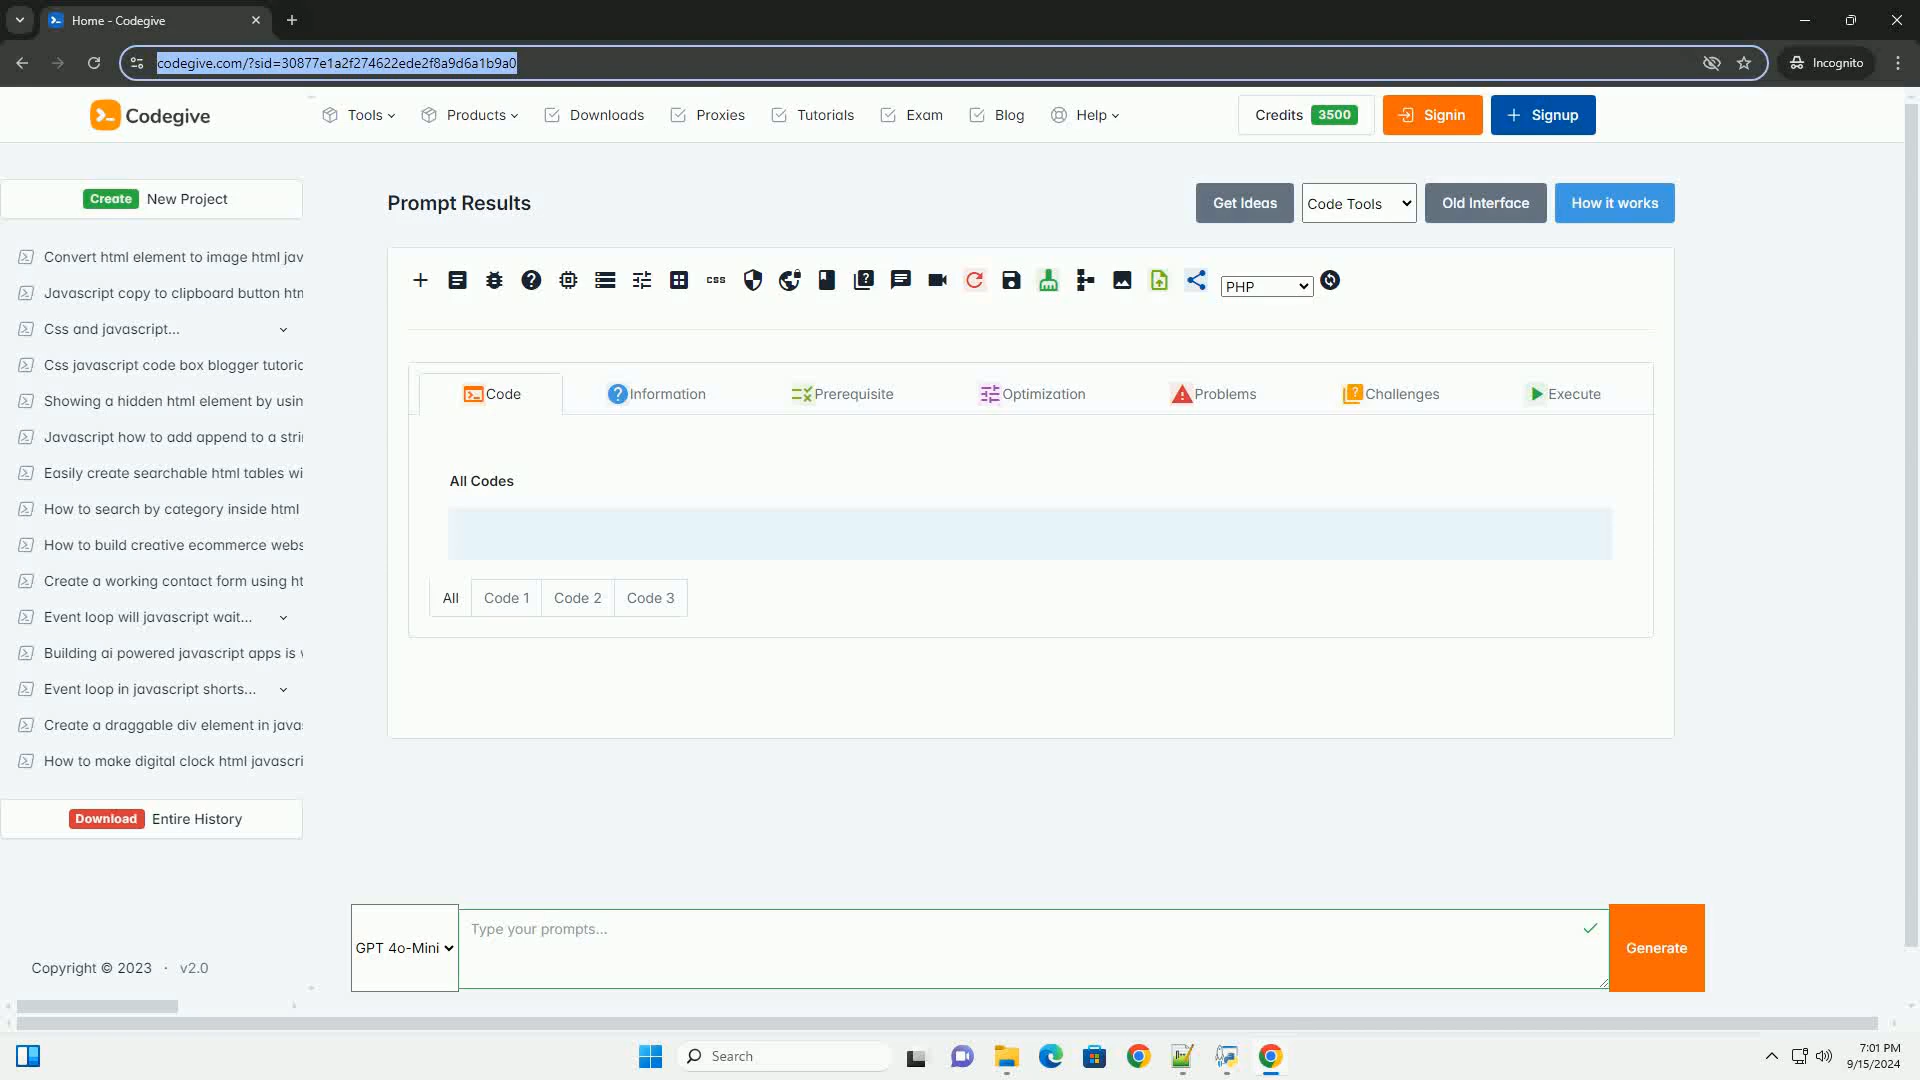 Home - Codegive
codegive.com/?sid=30877e1a2f274622ede2f8a9d6a1b9a0
Incognito
Codegive
Tools
Products
Downloads
Proxies
Tutorials
Exam
Blog
Help
Credits 3500
Signin
Signup
Create New Project
Convert html element to image html jav
Javascript copy to clipboard button htm
Css and javascript...
Css javascript code box blogger tutoria
Showing a hidden html element by usin
Javascript how to add append to a stri
Easily create searchable html tables wi
How to search by category inside html
How to build creative ecommerce webs
Create a working contact form using ht
Event loop will javascript wait...
Building ai powered javascript apps is
Event loop in javascript shorts...
Create a draggable div element in javas
How to make digital clock html javascri
Download Entire History
Copyright © 2023 · v2.0
Prompt Results
Get Ideas
Code Tools
Old Interface
How it works
css
PHP
Code
Information
Prerequisite
Optimization
Problems
Challenges
Execute
All Codes
All
Code 1
Code 2
Code 3
GPT 4o-Mini
Type your prompts...
Generate
Search
7:01 PM
9/15/2024